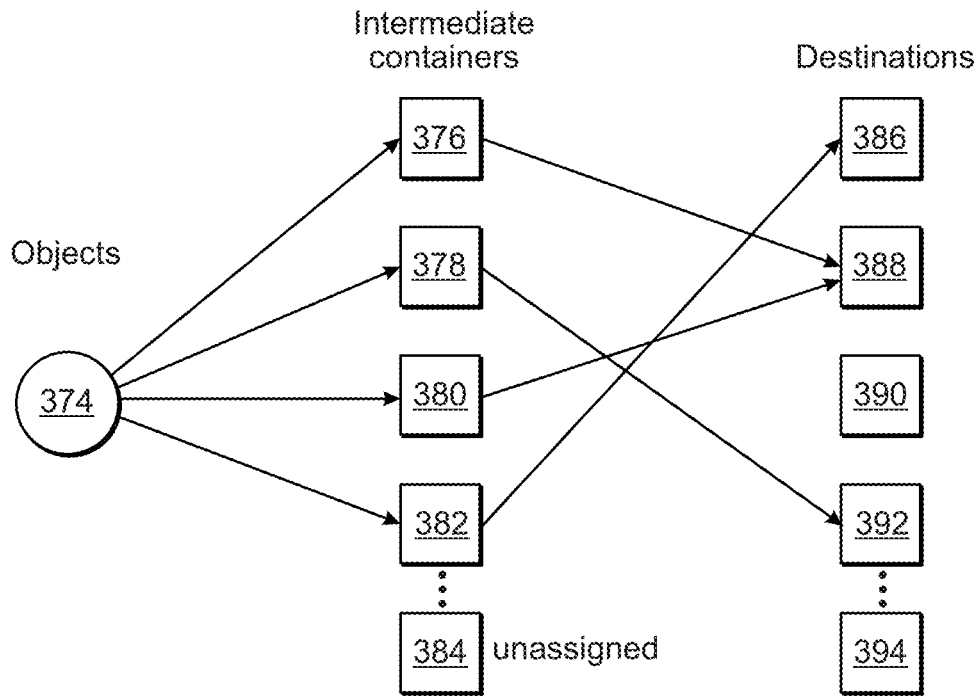 Intermediate
containers
Destinations
376
386
Objects
378
388
374
380
390
382
392
384 unassigned
394